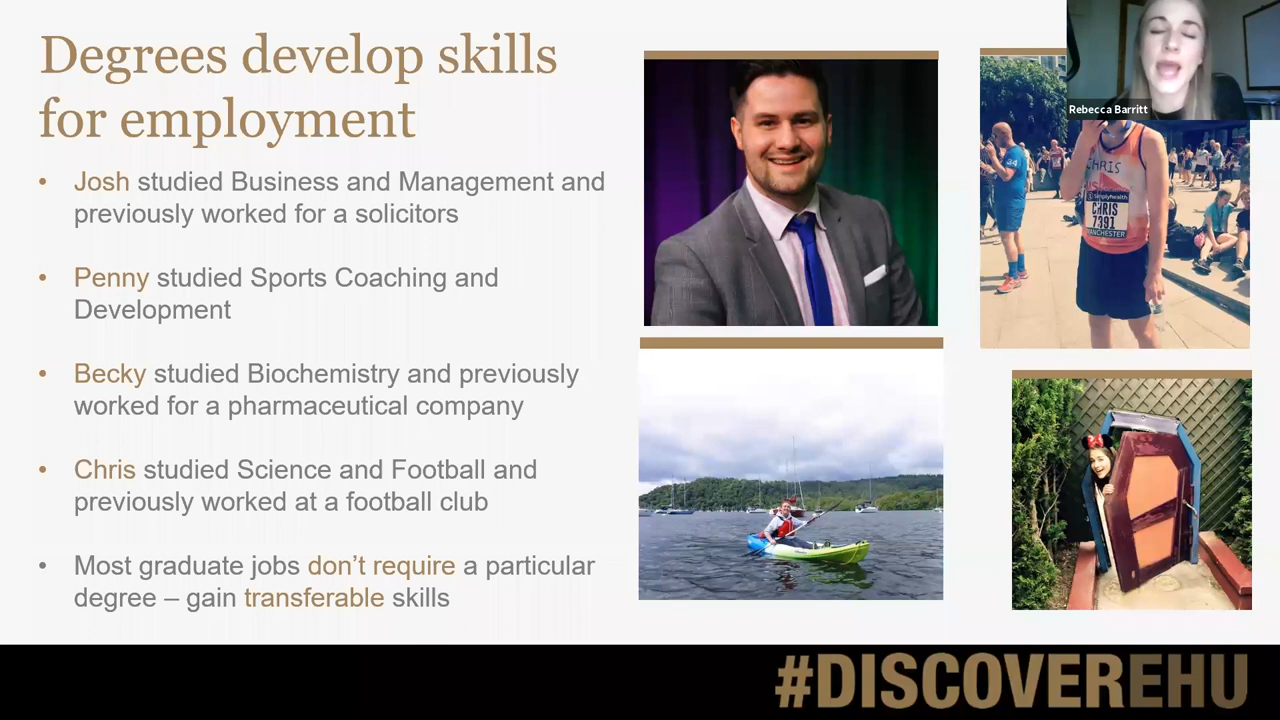 Degrees develop skills
for employment
• Josh studied Business and Management and
previously worked for a solicitors
• Penny studied Sports Coaching and
Development
• Becky studied Biochemistry and previously
worked for a pharmaceutical company
• Chris studied Science and Football and
previously worked at a football club
• Most graduate jobs don't require a particular
degree – gain transferable skills
Rebecca Barritt
34
CHRIS
Simplyhealth
CHRIS
7391
MANCHESTER
#DISCOVEREHU